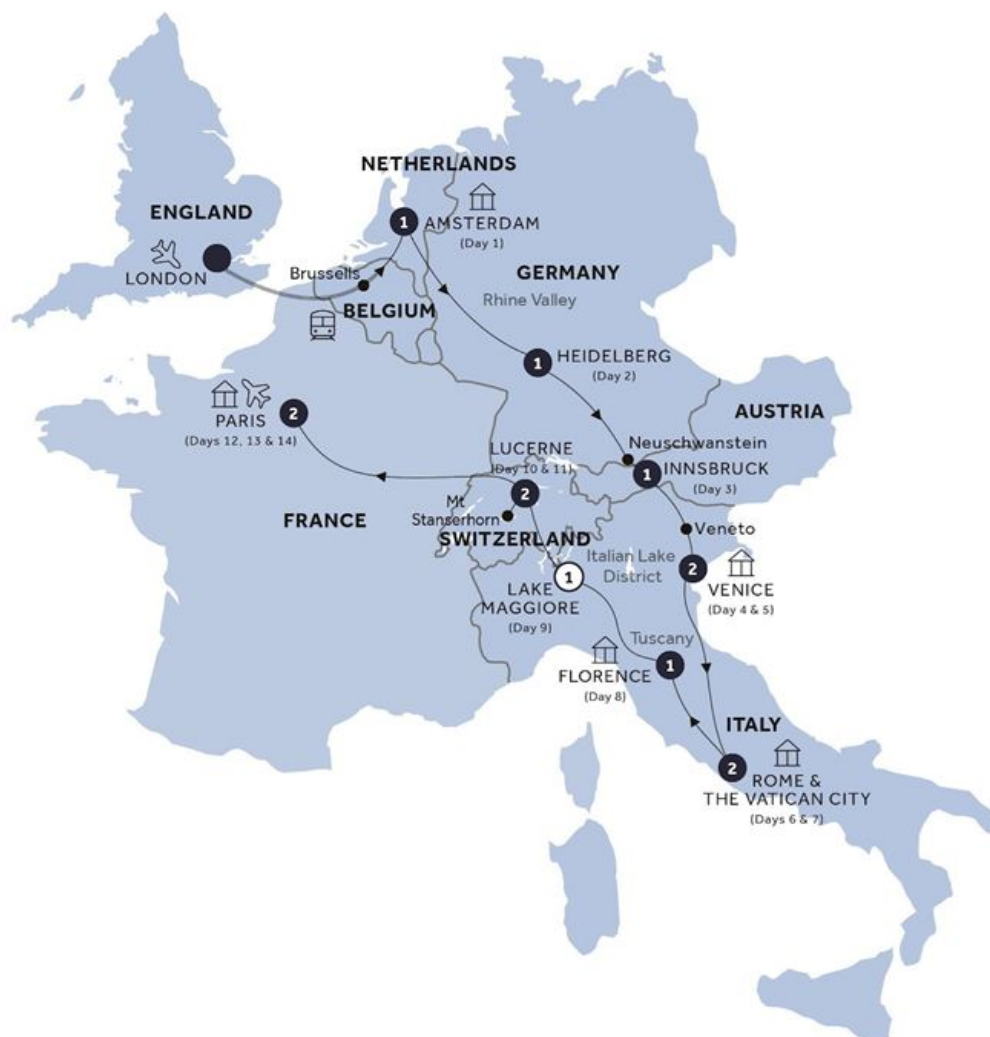 NETHERLANDS
1
AMSTERDAM
(Day 1)
ENGLAND
LONDON
Brussells
BELGIUM
GERMANY
Rhine Valley
1
HEIDELBERG
(Day 2)
AUSTRIA
Neuschwanstein
1
INNSBRUCK
(Day 3)
2
PARIS
(Days 12, 13 & 14)
LUCERNE
(Day 10 & 11)
2
Mt
Stanserhorn
FRANCE
SWITZERLAND
Veneto
Italian Lake
District
2
VENICE
(Day 4 & 5)
1
LAKE
MAGGIORE
(Day 9)
Tuscany
1
FLORENCE
(Day 8)
ITALY
2
ROME &
THE VATICAN CITY
(Days 6 & 7)